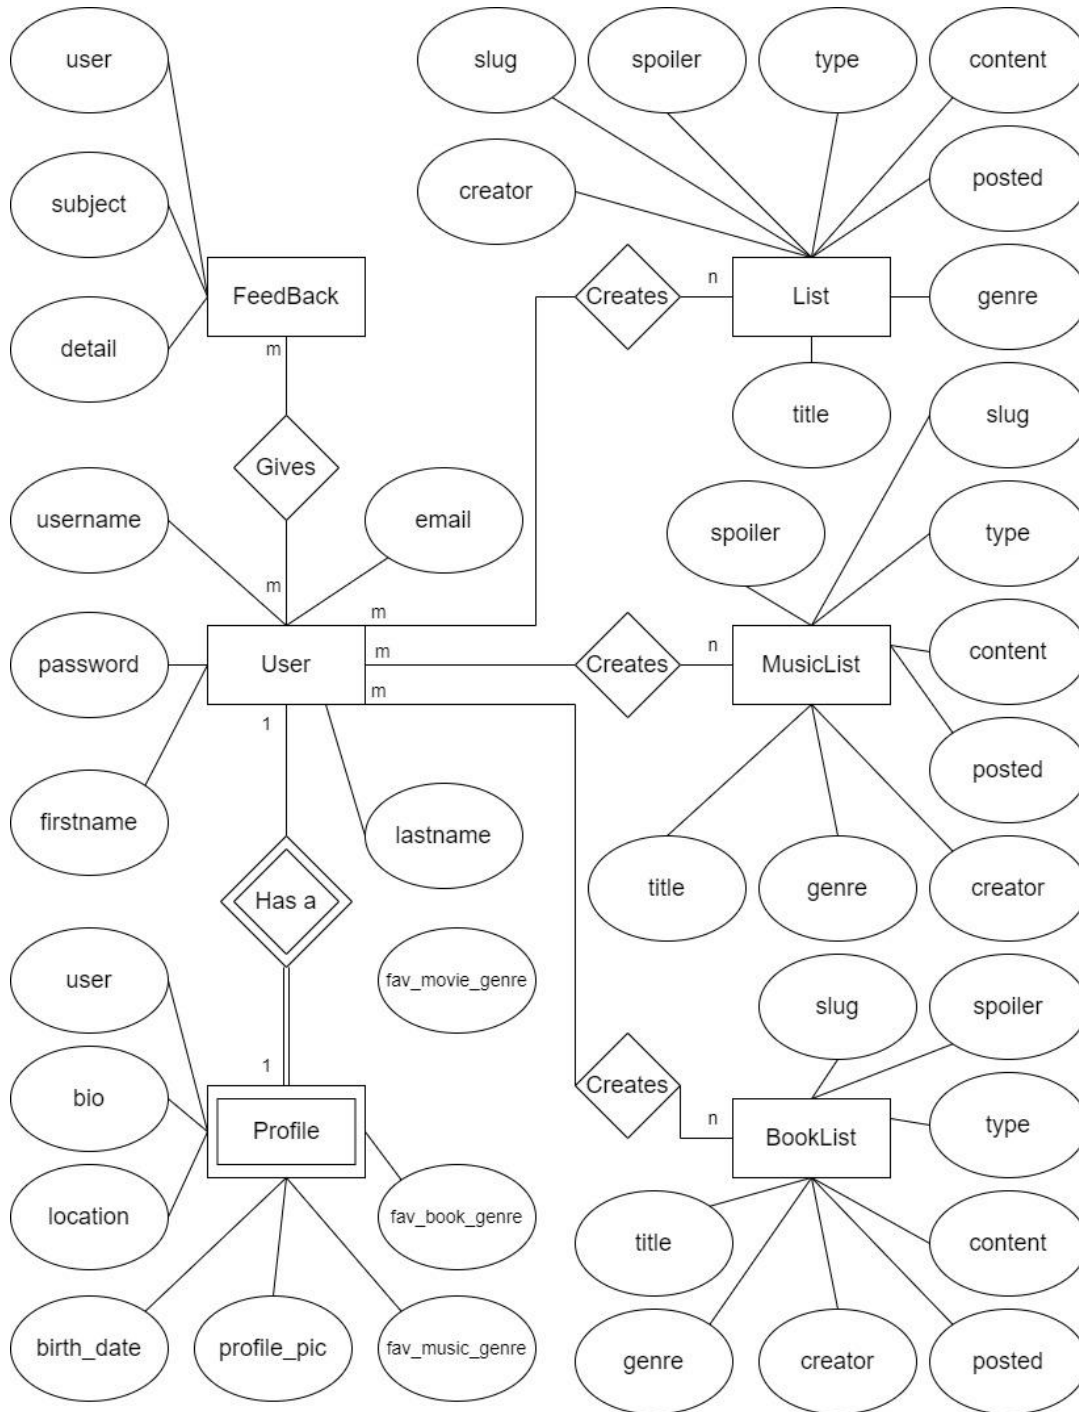 user
slug
spoiler
type
content
creator
posted
subject
FeedBack
Creates
n
List
genre
detail
m
title
slug
Gives
username
email
spoiler
type
m
m
password
User
m
Creates
n
MusicList
content
m
1
posted
firstname
lastname
title
genre
creator
Has a
user
fav_movie_genre
slug
spoiler
1
bio
Creates
n
Profile
BookList
type
location
fav_book_genre
title
content
birth_date
profile_pic
fav_music_genre
genre
creator
posted